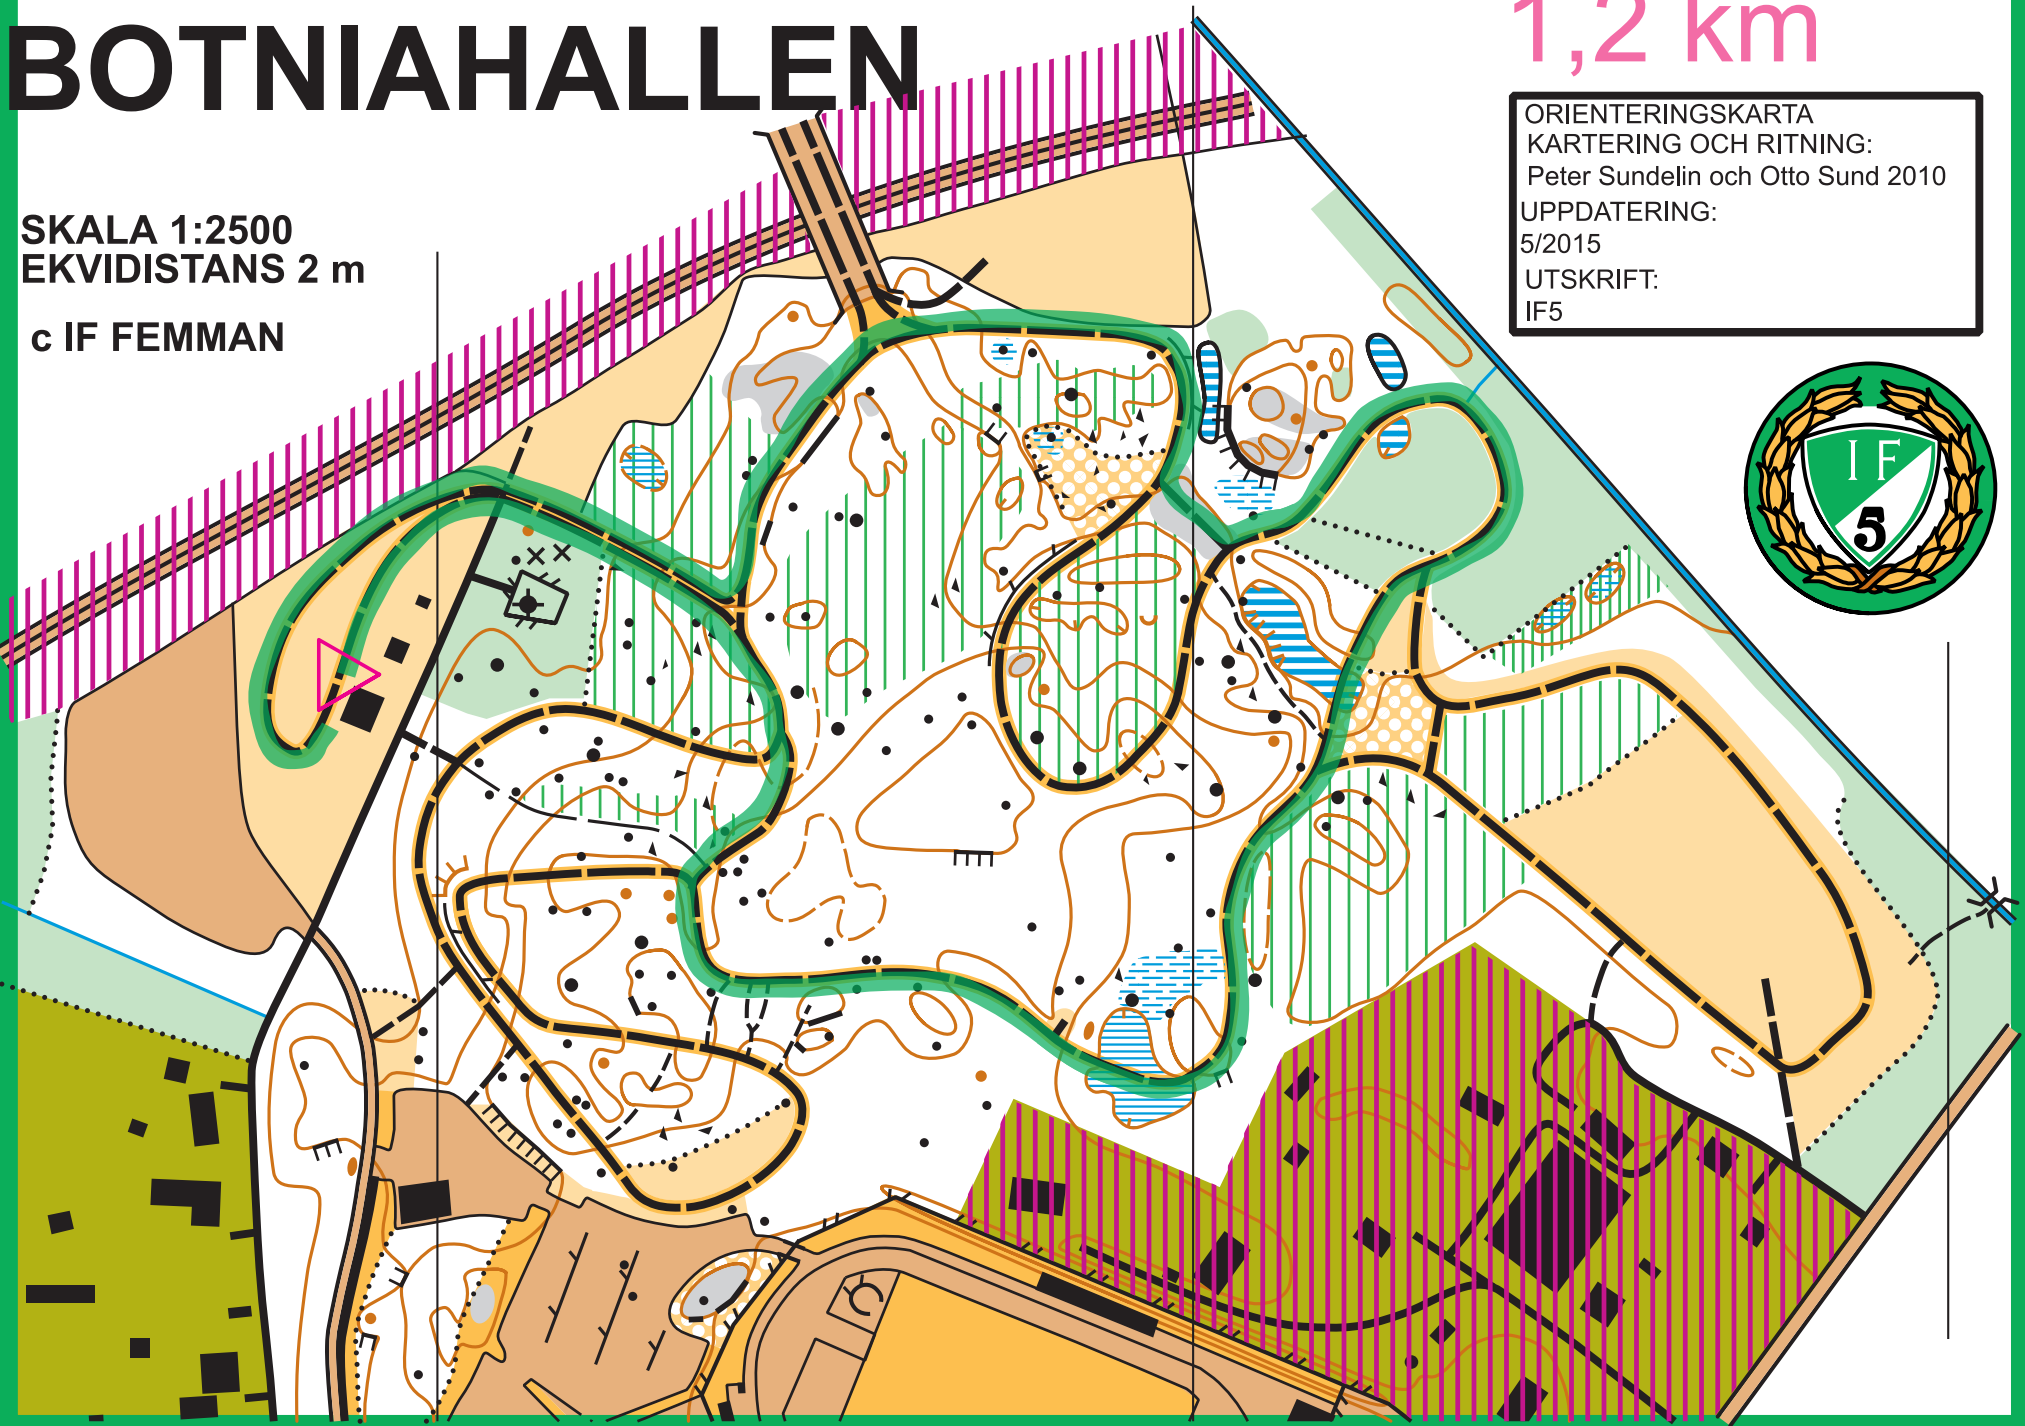 BOTNIAHALLEN
1,2 km
SKALA 1:2500
EKVIDISTANS 2 m
c IF FEMMAN
ORIENTERINGSKARTA
KARTERING OCH RITNING:
Peter Sundelin och Otto Sund 2010
UPPDATERING:
5/2015
UTSKRIFT:
IF5
I F
5